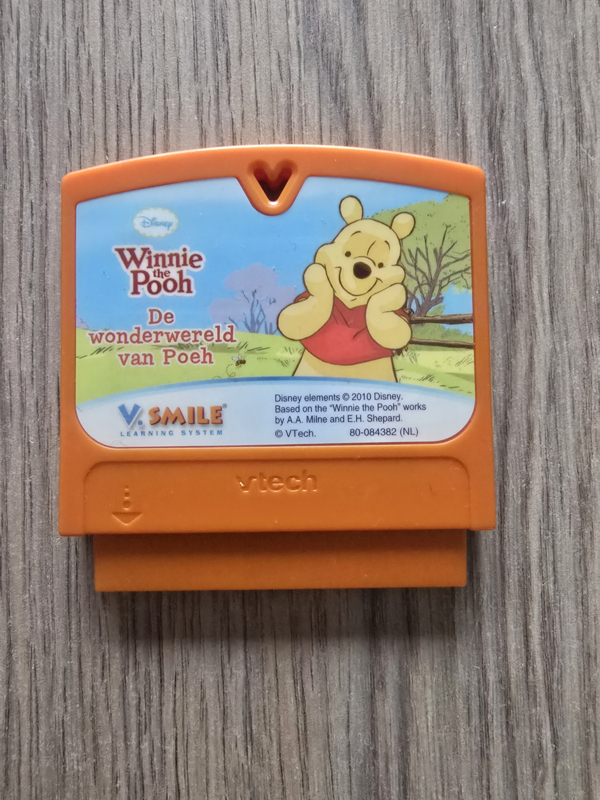 Disney
Winnie
the
Pooh
De
wonderwereld
van Poeh
V.SMILE®
LEARNING SYSTEM
Disney elements © 2010 Disney.
Based on the "Winnie the Pooh" works
by A.A. Milne and E.H. Shepard.
© VTech. 80-084382 (NL)
vtech